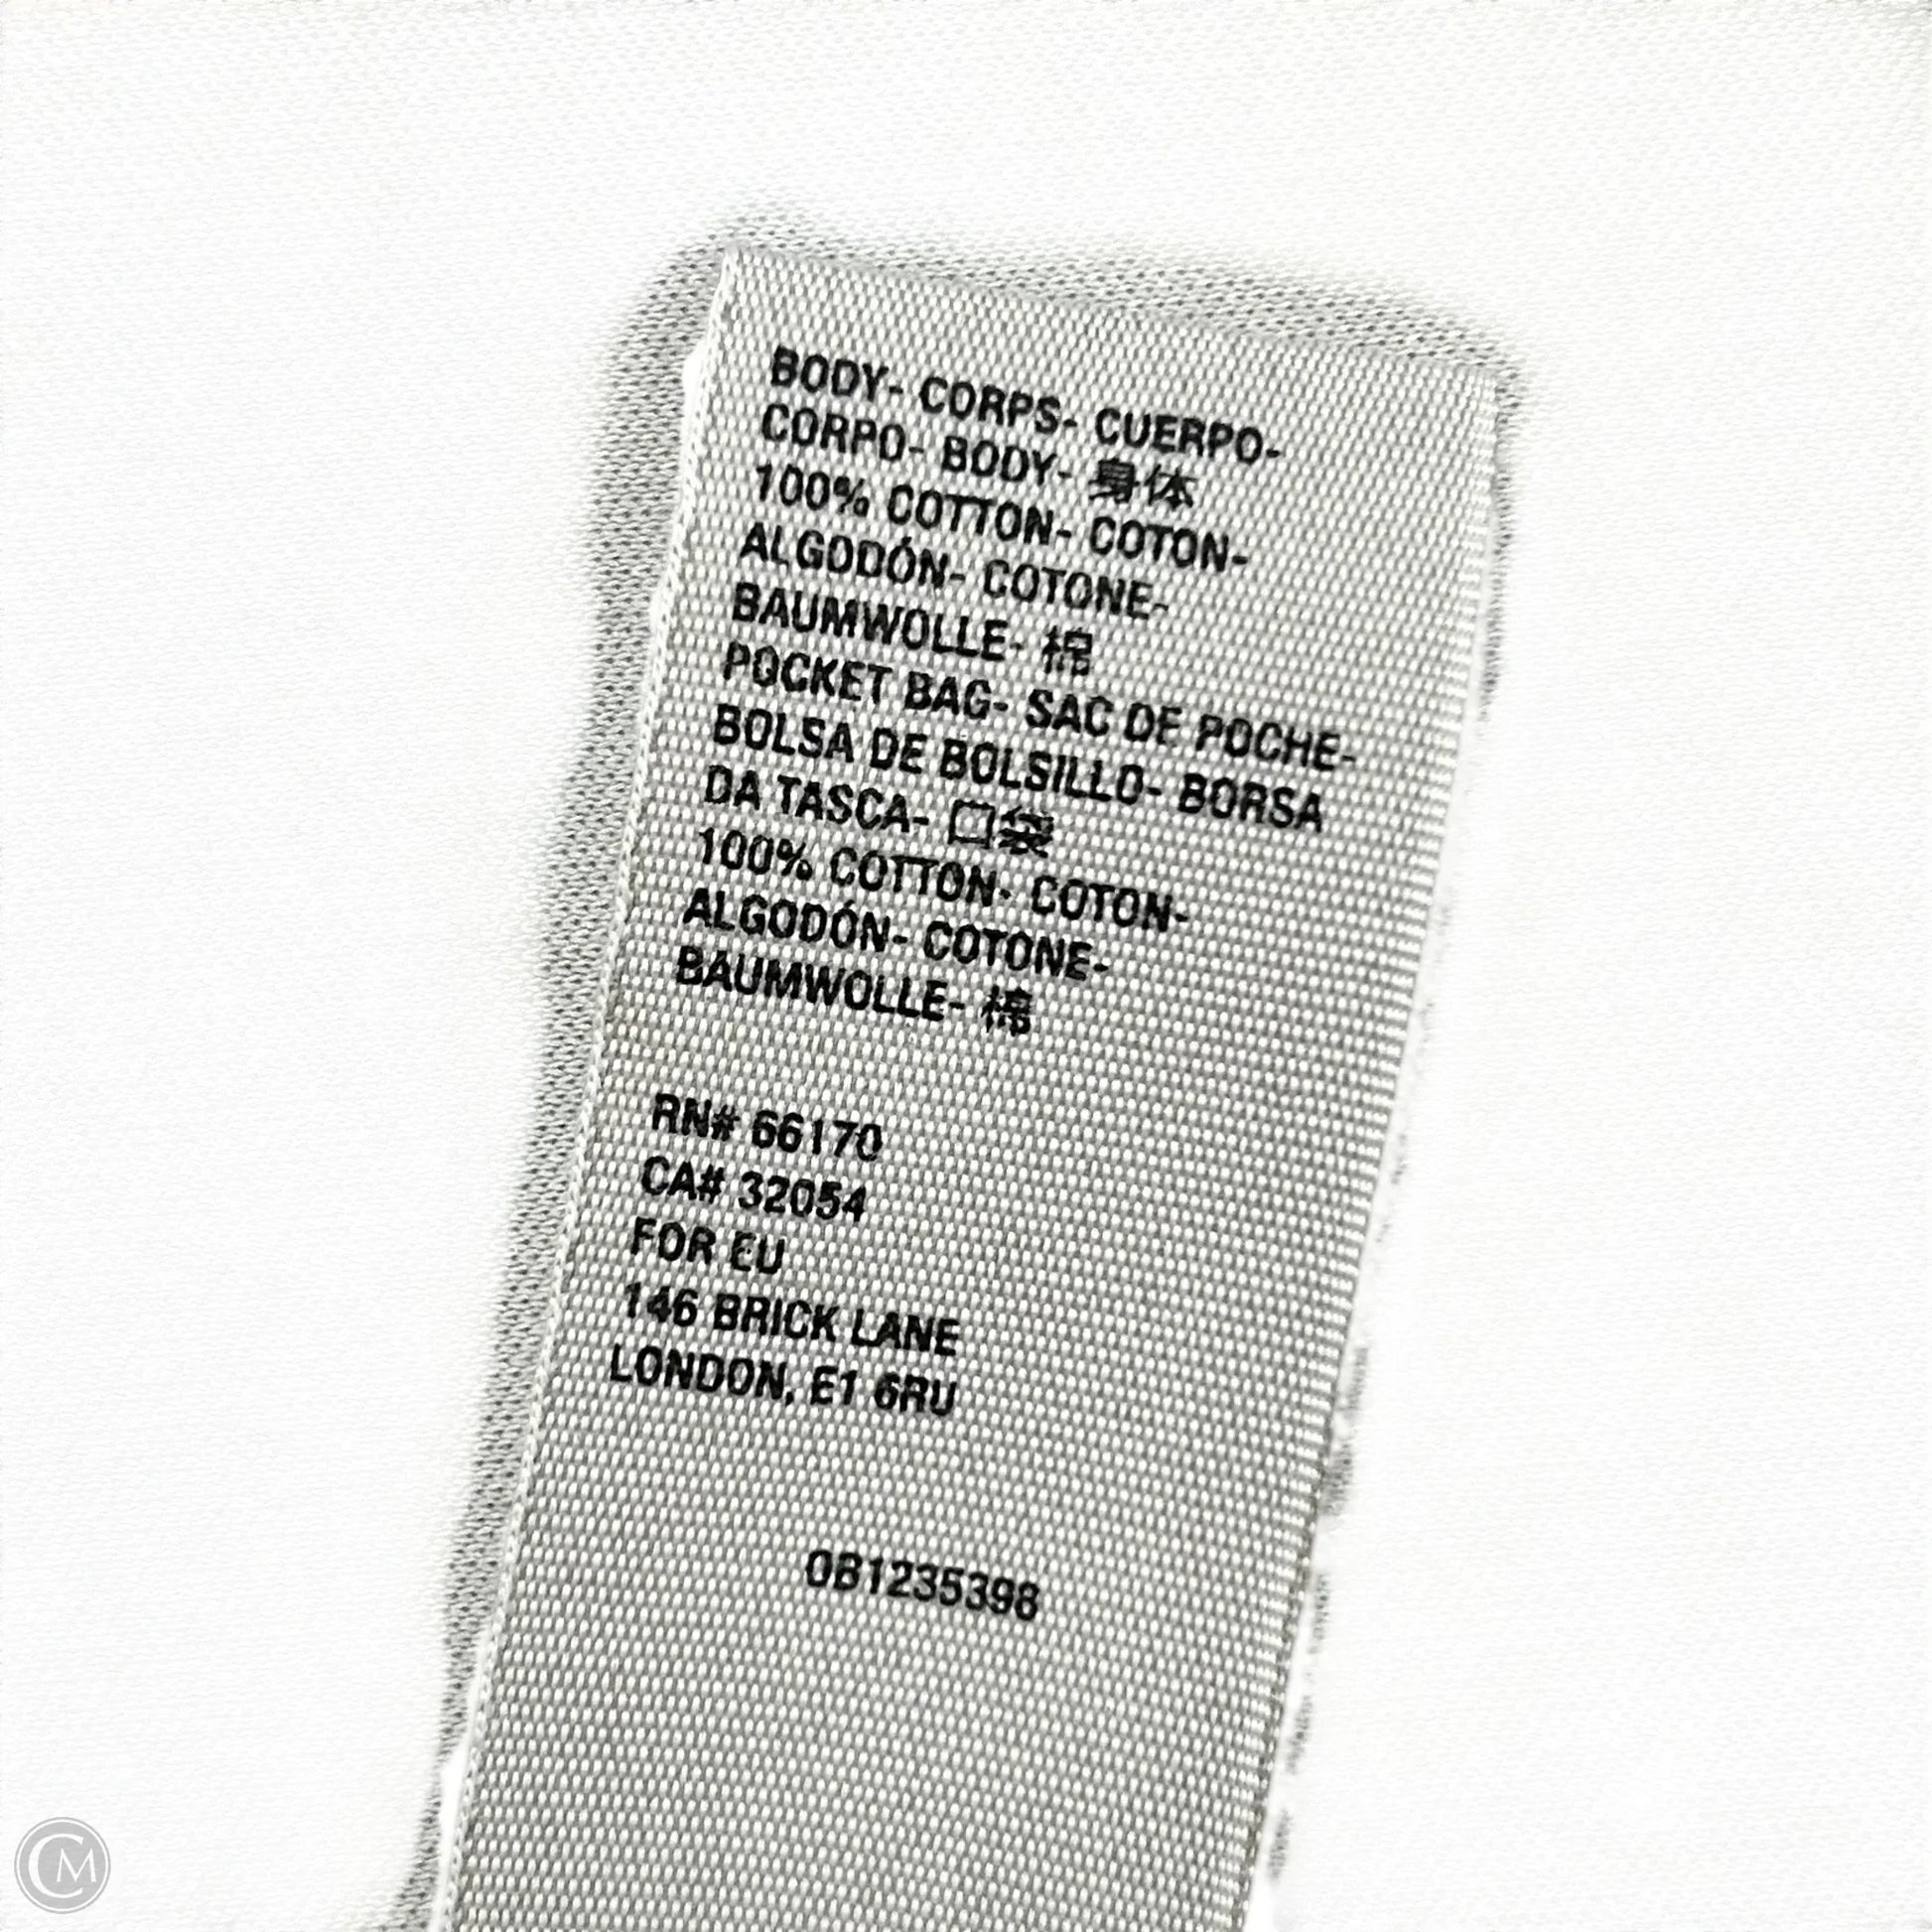 BODY- CORPS- CUERPO-
CORPO- BODY- 身体
100% COTTON- COTON-
ALGODÓN- COTONE-
BAUMWOLLE- 棉
POCKET BAG- SAC DE POCHE-
BOLSA DE BOLSILLO- BORSA
DA TASCA- 口袋
100% COTTON- COTON-
ALGODÓN- COTONE-
BAUMWOLLE- 棉
RN# 66170
CA# 32054
FOR EU
146 BRICK LANE
LONDON, E1 6RU
0B1235398
CM